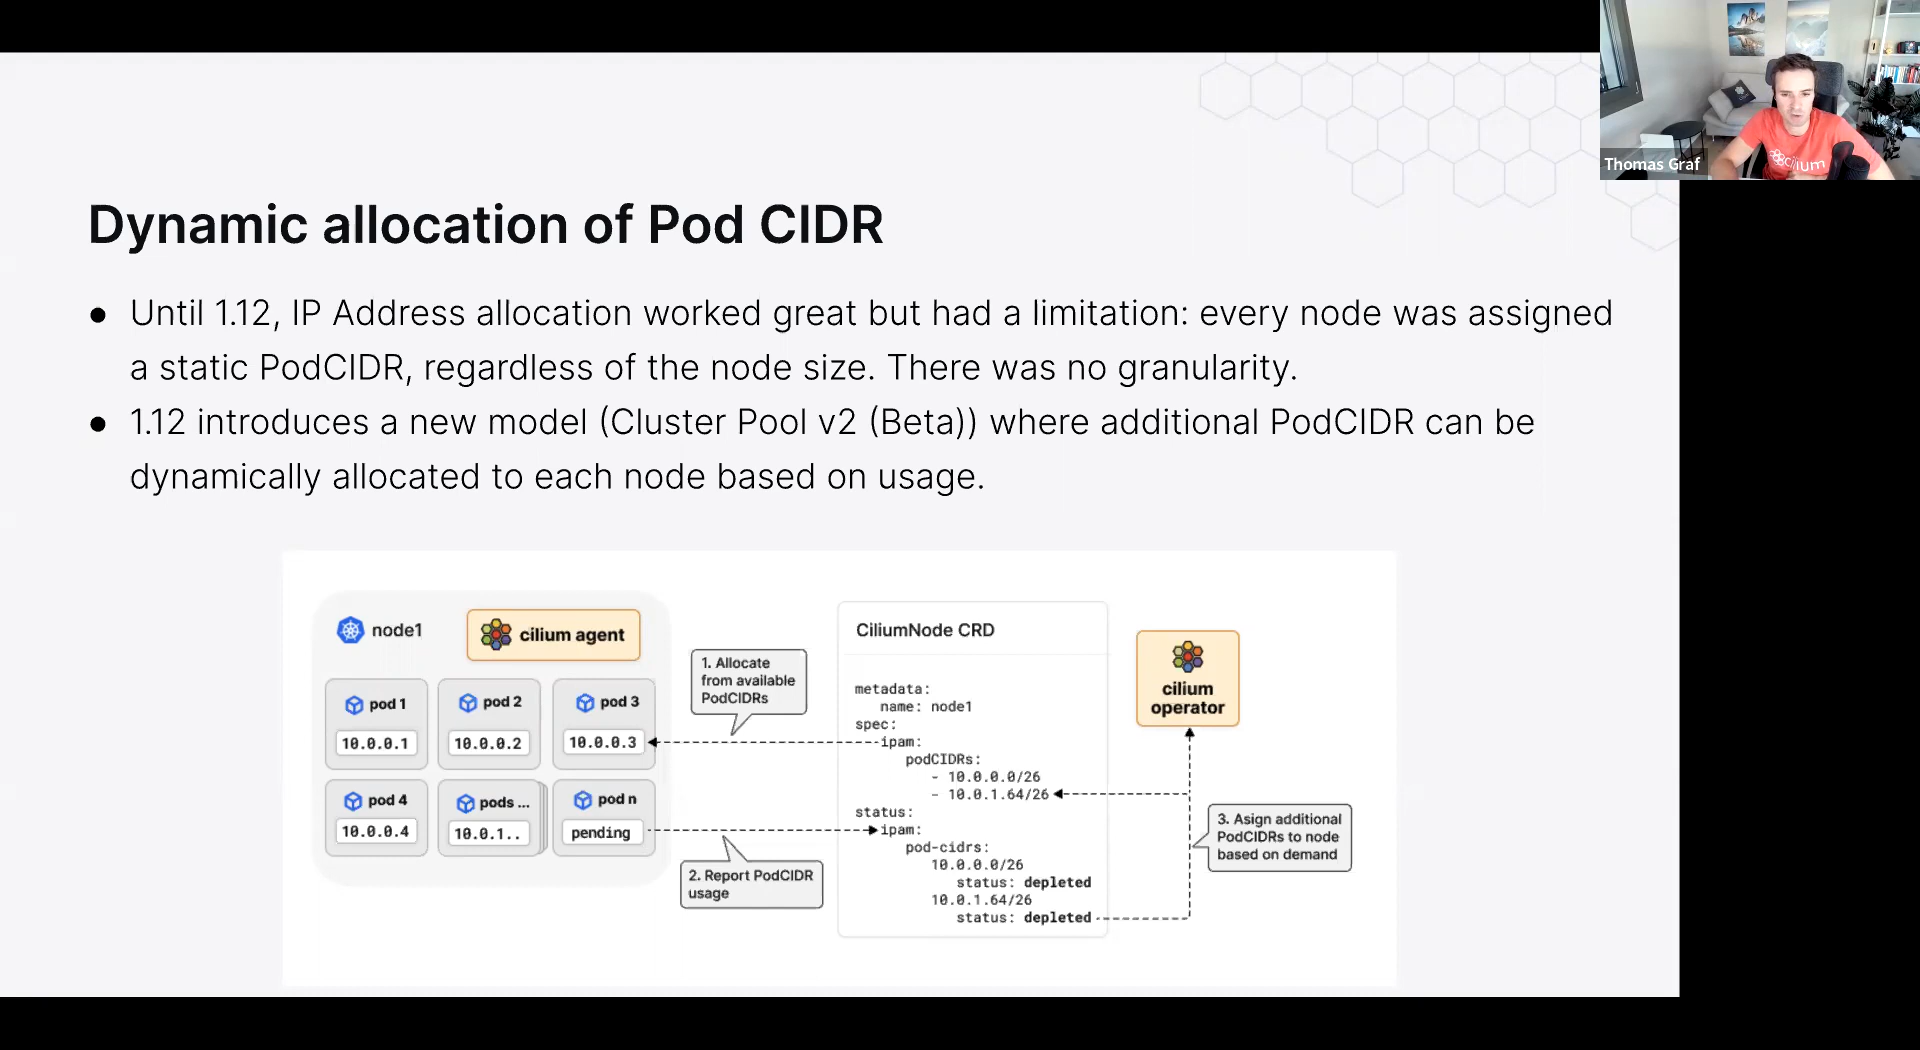 Thomas Graf
cilium
Dynamic allocation of Pod CIDR
● Until 1.12, IP Address allocation worked great but had a limitation: every node was assigned
a static PodCIDR, regardless of the node size. There was no granularity.
● 1.12 introduces a new model (Cluster Pool v2 (Beta)) where additional PodCIDR can be
dynamically allocated to each node based on usage.
node1
cilium agent
pod 1
10.0.0.1
pod 2
10.0.0.2
pod 3
10.0.0.3
pod 4
10.0.0.4
pods ...
10.0.1..
pod n
pending
1. Allocate
from available
PodCIDRs
2. Report PodCIDR
usage
CiliumNode CRD
metadata:
name: node1
spec:
ipam:
podCIDRs:
- 10.0.0.0/26
- 10.0.1.64/26
status:
ipam:
pod-cidrs:
10.0.0.0/26
status: depleted
10.0.1.64/26
status: depleted
cilium
operator
3. Asign additional
PodCIDRs to node
based on demand